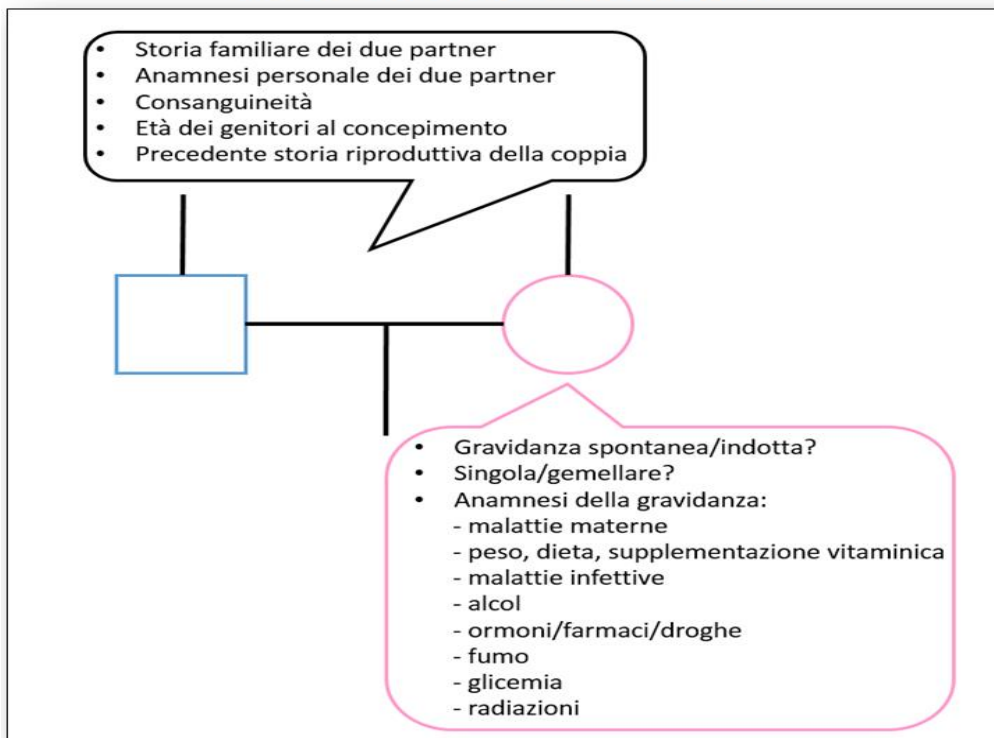 • Storia familiare dei due partner
• Anamnesi personale dei due partner
• Consanguineità
• Età dei genitori al concepimento
• Precedente storia riproduttiva della coppia
• Gravidanza spontanea/indotta?
• Singola/gemellare?
• Anamnesi della gravidanza:
- malattie materne
- peso, dieta, supplementazione vitaminica
- malattie infettive
- alcol
- ormoni/farmaci/droghe
- fumo
- glicemia
- radiazioni